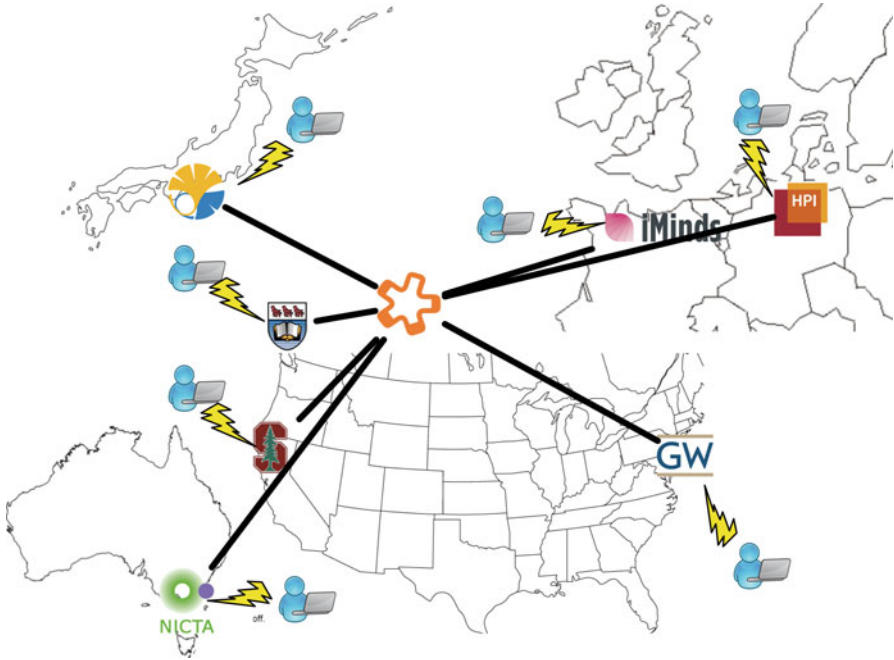 HPI
iMinds
S
GW
NICTA
off.